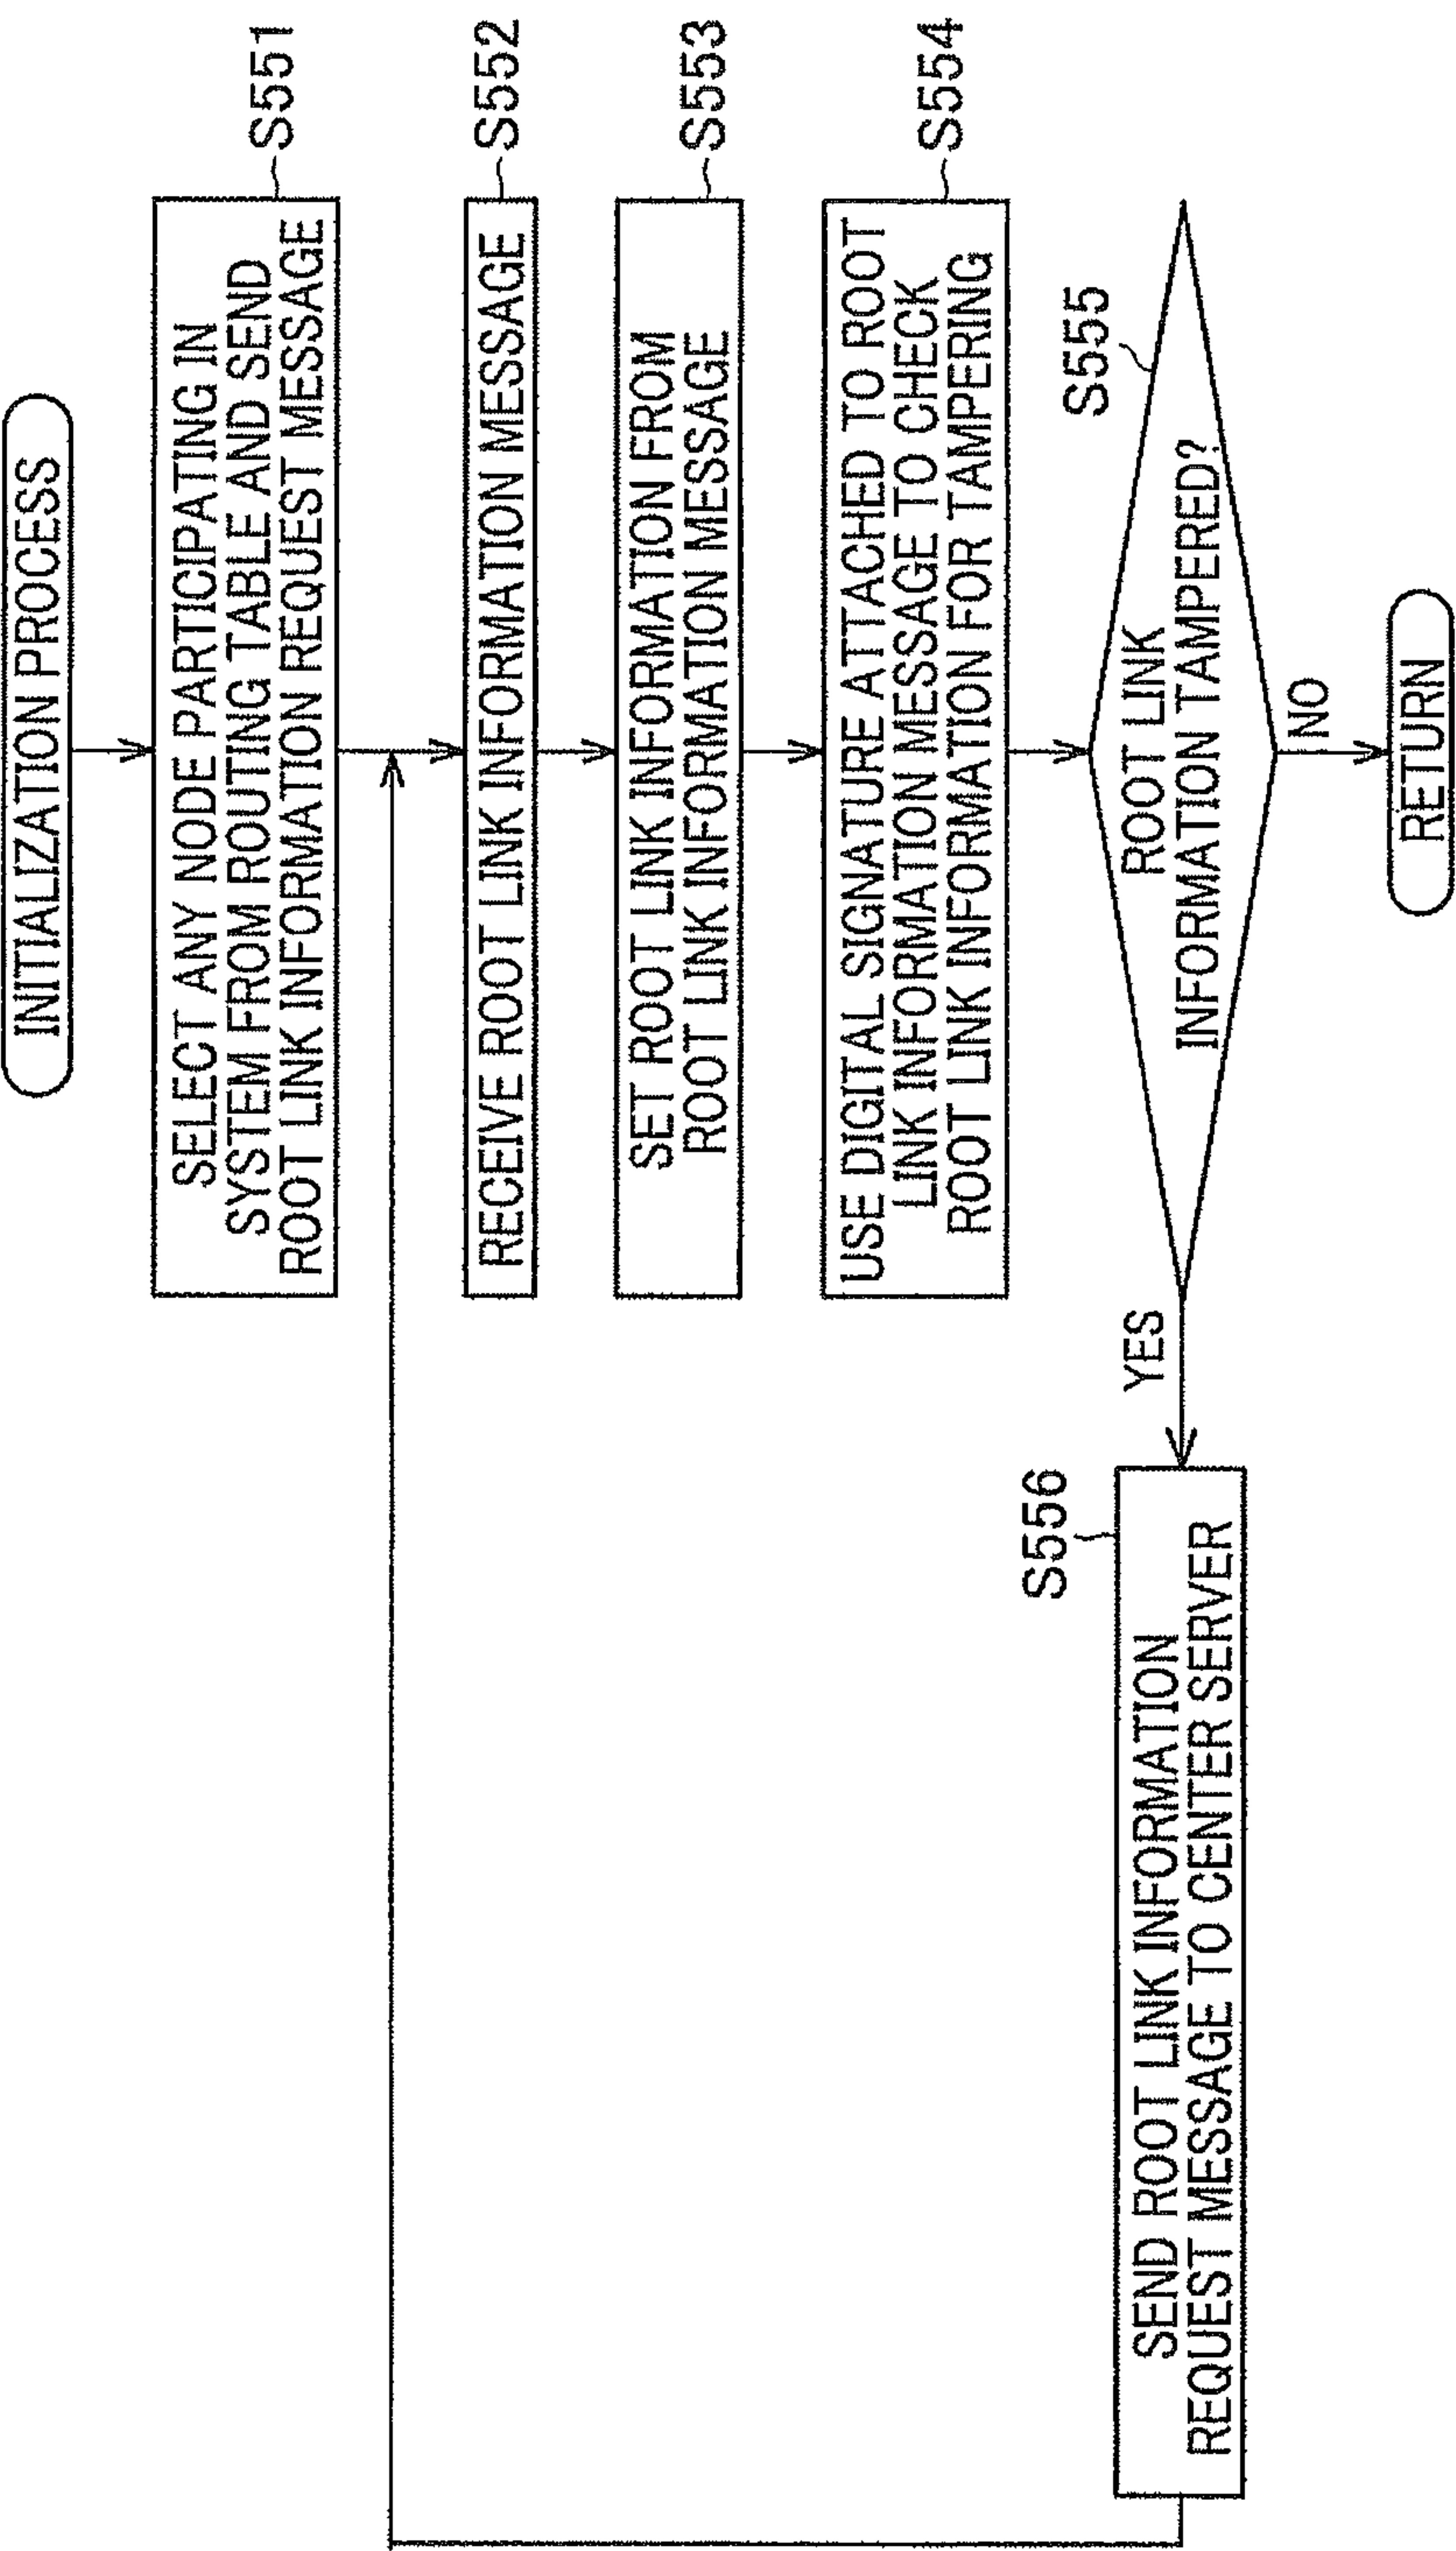 INITIALIZATION PROCESS
SELECT ANY NODE PARTICIPATING IN
SYSTEM FROM ROUTING TABLE AND SEND
ROOT LINK INFORMATION REQUEST MESSAGE
S551
RECEIVE ROOT LINK INFORMATION MESSAGE
S552
SET ROOT LINK INFORMATION FROM
ROOT LINK INFORMATION MESSAGE
S553
USE DIGITAL SIGNATURE ATTACHED TO ROOT
LINK INFORMATION MESSAGE TO CHECK
ROOT LINK INFORMATION FOR TAMPERING
S554
S555
ROOT LINK
INFORMATION TAMPERED?
YES
NO
S556
SEND ROOT LINK INFORMATION
REQUEST MESSAGE TO CENTER SERVER
RETURN